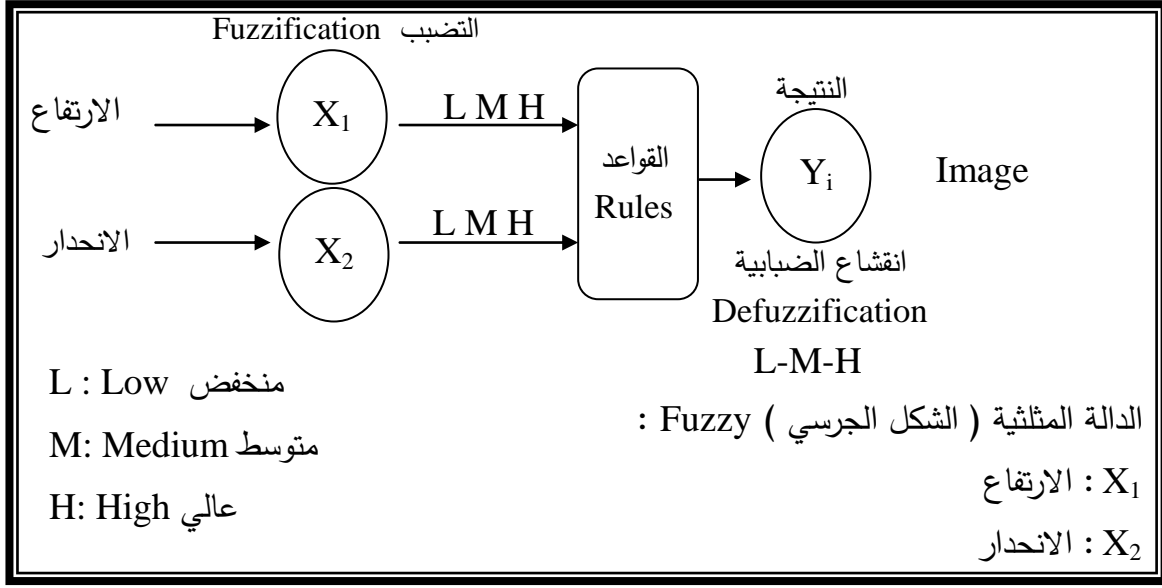 Fuzzification التضبب
الارتفاع
X₁
L M H
القواعد
Rules
النتيجة
Yᵢ
Image
الانحدار
X₂
L M H
انقشاع الضبابية
Defuzzification
L-M-H
L : Low منخفض
M: Medium متوسط
H: High عالي
الدالة المثلثية ( الشكل الجرسي ) Fuzzy :
X₁ : الارتفاع
X₂ : الانحدار